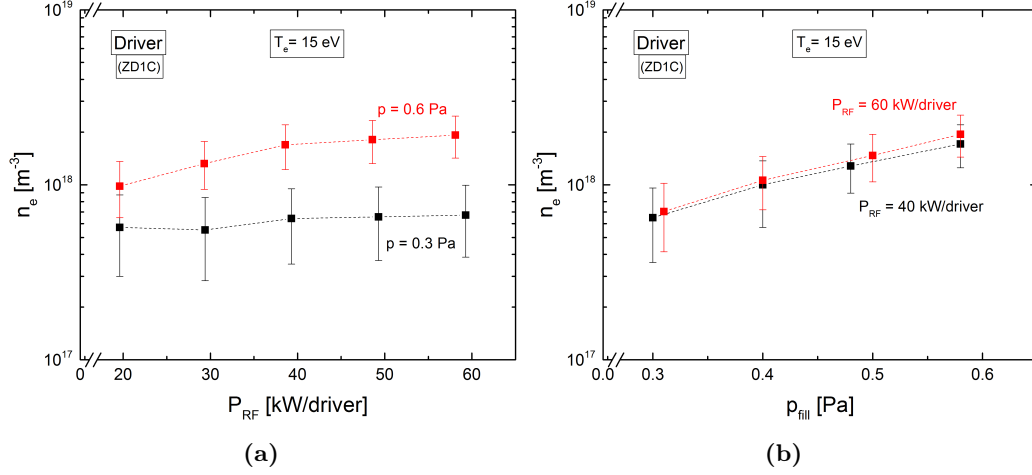 10^19
Driver
(ZD1C)
T_e= 15 eV
p = 0.6 Pa
n_e [m^-3]
10^18
p = 0.3 Pa
10^17
0 20 30 40 50 60
P_RF [kW/driver]
(a)
10^19
Driver
(ZD1C)
T_e= 15 eV
P_RF = 60 kW/driver
n_e [m^-3]
10^18
P_RF = 40 kW/driver
10^17
0.0 0.3 0.4 0.5 0.6
p_fill [Pa]
(b)